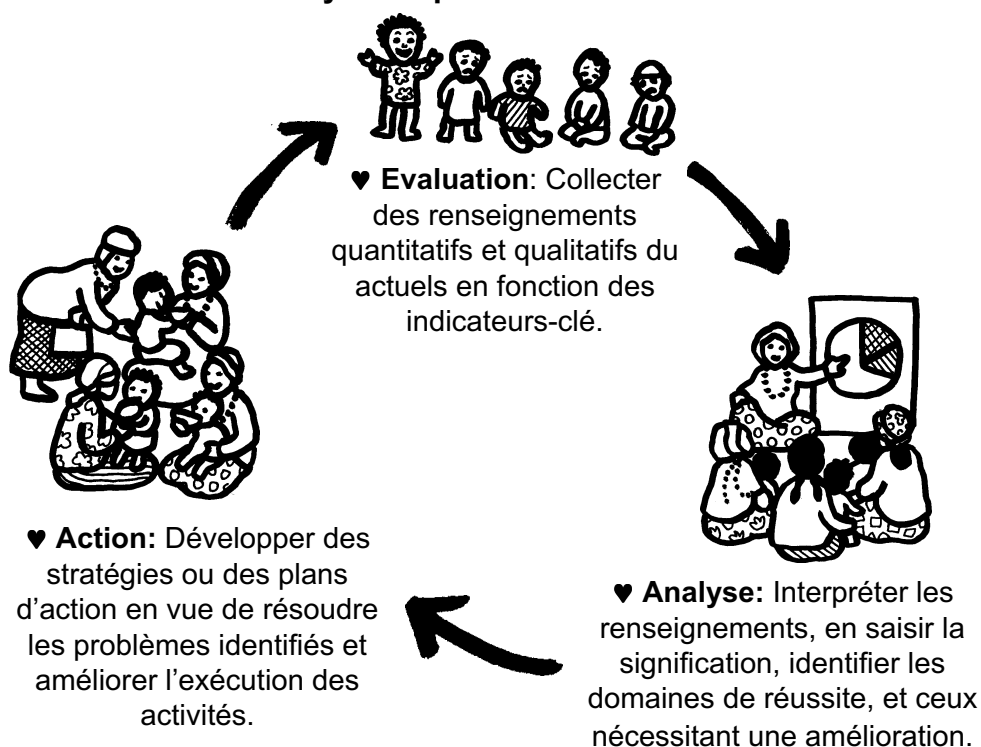 ♥ Evaluation: Collecter
des renseignements
quantitatifs et qualitatifs du
actuels en fonction des
indicateurs-clé.
♥ Analyse: Interpréter les
renseignements, en saisir la
signification, identifier les
domaines de réussite, et ceux
nécessitant une amélioration.
♥ Action: Développer des
stratégies ou des plans
d’action en vue de résoudre
les problèmes identifiés et
améliorer l’exécution des
activités.